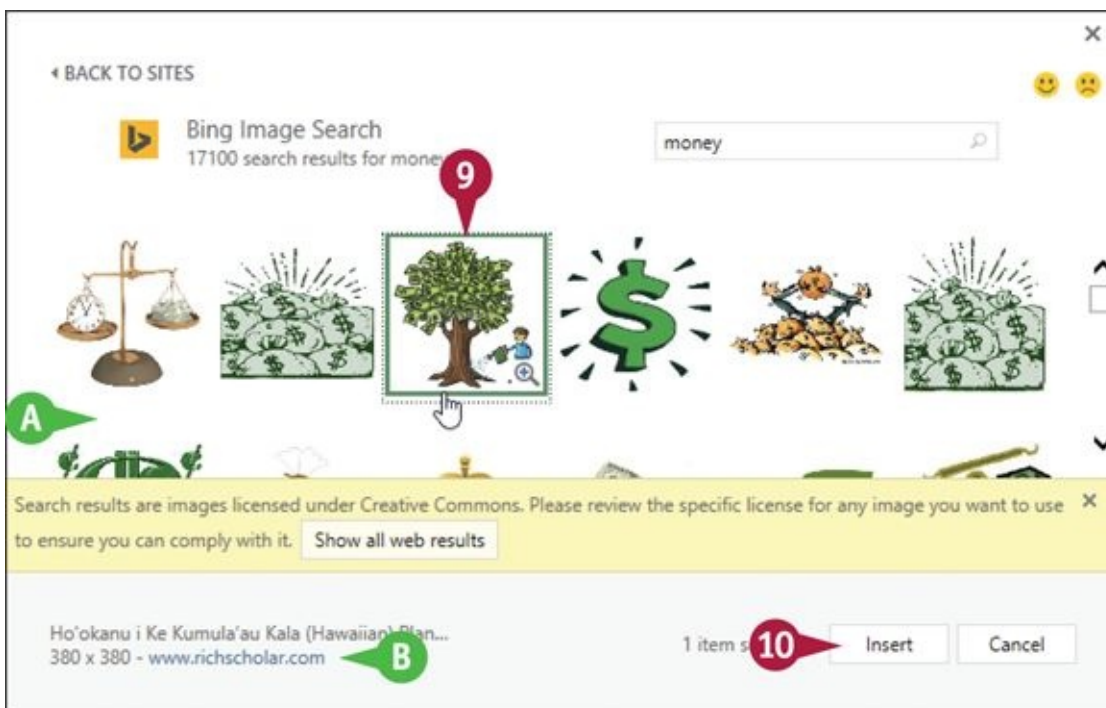 BACK TO SITES
Bing Image Search
17100 search results for money
money
9
A
Search results are images licensed under Creative Commons. Please review the specific license for any image you want to use
to ensure you can comply with it. Show all web results
Ho'okanu i Ke Kumula'au Kala (Hawaiian) Plan...
380 x 380 - www.richscholar.com
B
1 item s
10
Insert
Cancel